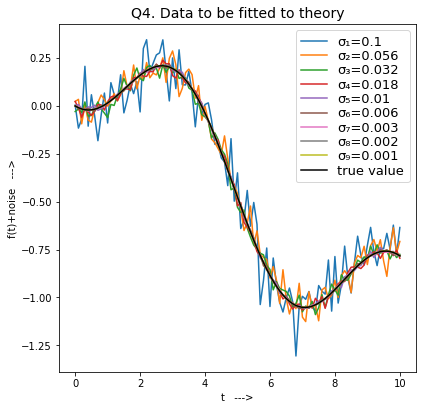 Q4. Data to be fitted to theory
σ₁=0.1
σ₂=0.056
σ₃=0.032
σ₄=0.018
σ₅=0.01
σ₆=0.006
σ₇=0.003
σ₈=0.002
σ₉=0.001
true value
f(t)+noise --->
0.25
0.00
−0.25
−0.50
−0.75
−1.00
−1.25
0 2 4 6 8 10
t --->